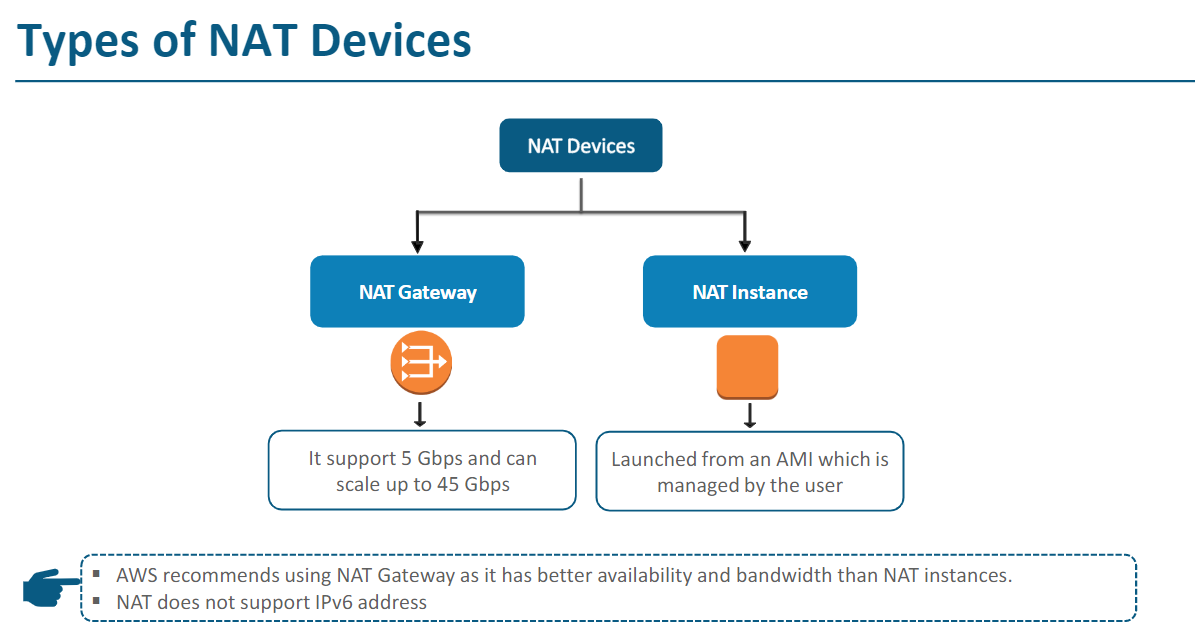 Types of NAT Devices
NAT Devices
NAT Gateway
NAT Instance
It support 5 Gbps and can
scale up to 45 Gbps
Launched from an AMI which is
managed by the user
▪ AWS recommends using NAT Gateway as it has better availability and bandwidth than NAT instances.
▪ NAT does not support IPv6 address